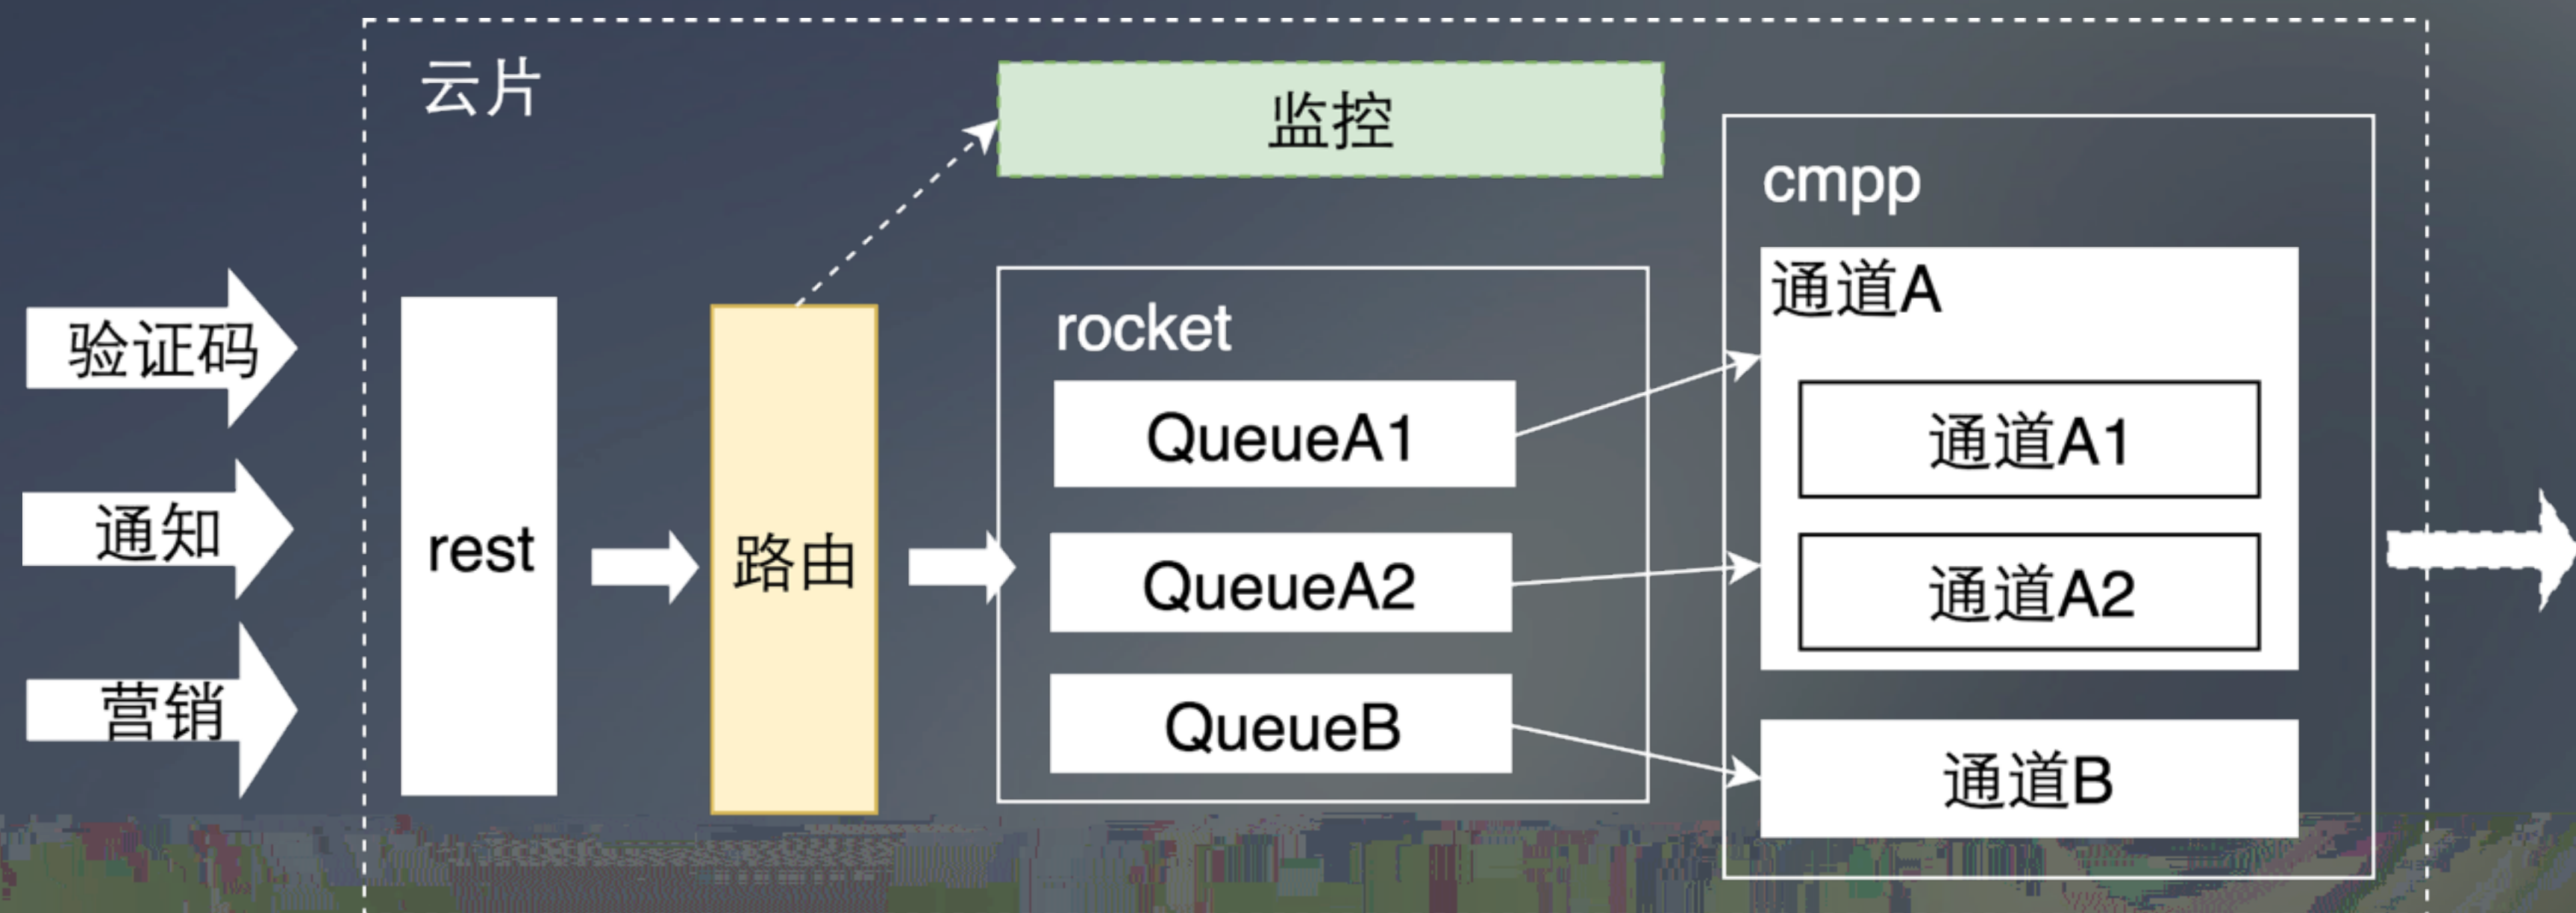 云片
监控
cmpp
通道A
rocket
验证码
QueueA1
通道A1
rest
路由
通知
QueueA2
通道A2
营销
QueueB
通道B